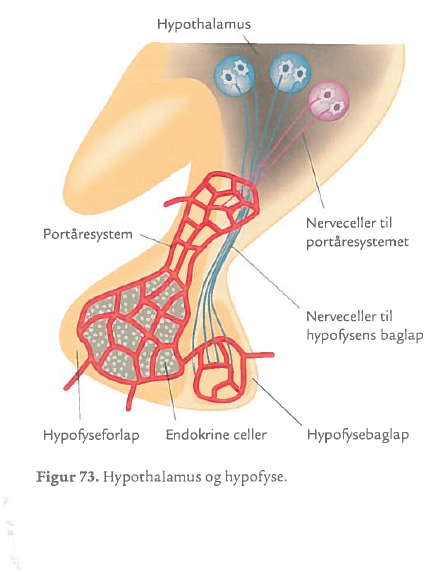 Hypothalamus
Portåresystem
Nerveceller til
portåresystemet
Nerveceller til
hypofysens baglap
Hypofyseforlap
Endokrine celler
Hypofysebaglap
Figur 73. Hypothalamus og hypofyse.